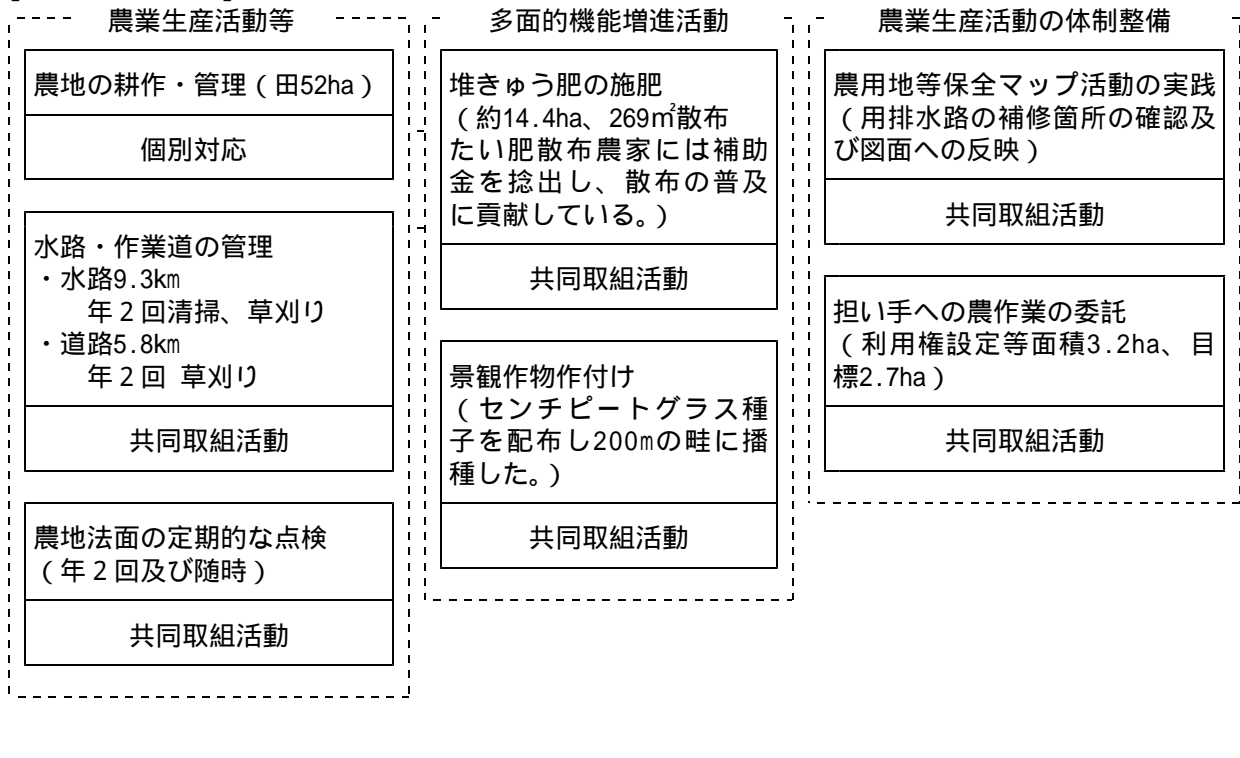 農業生産活動等
農地の耕作・管理（田52ha）
個別対応
水路・作業道の管理
・水路9.3km
年２回清掃、草刈り
・道路5.8km
年２回 草刈り
共同取組活動
農地法面の定期的な点検
（年２回及び随時）
共同取組活動
多面的機能増進活動
堆きゅう肥の施肥
（約14.4ha、269㎡散布
たい肥散布農家には補助
金を捻出し、散布の普及
に貢献している。）
共同取組活動
景観作物作付け
（センチピートグラス種
子を配布し200mの畦に播
種した。）
共同取組活動
農業生産活動の体制整備
農用地等保全マップ活動の実践
（用排水路の補修箇所の確認及
び図面への反映）
共同取組活動
担い手への農作業の委託
（利用権設定等面積3.2ha、目
標2.7ha）
共同取組活動